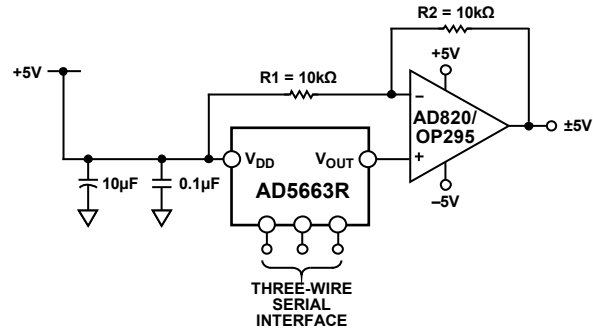 R2 = 10kΩ
+5V
+5V
R1 = 10kΩ
–
AD820/
OP295
±5V
+
–5V
VDD
VOUT
AD5663R
10µF
0.1µF
THREE-WIRE
SERIAL
INTERFACE